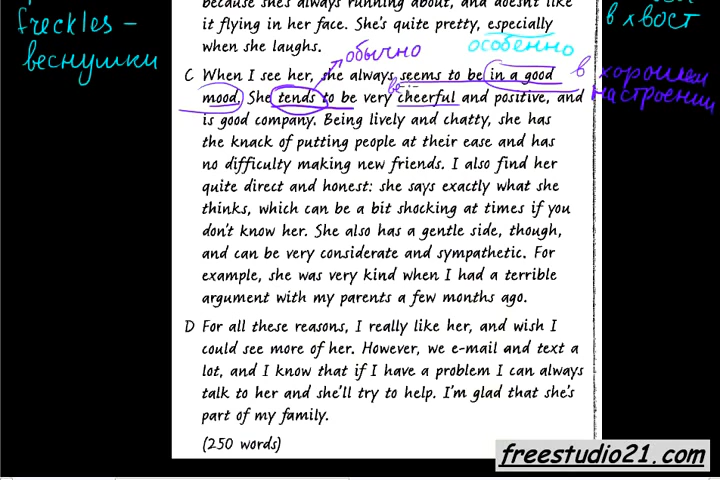 because she's always running about, and doesn't like
it flying in her face. She's quite pretty, especially
when she laughs.
freckles –
веснушки
в хвост
обычно
особенно
C When I see her, she always seems to be in a good
mood. She tends to be very cheerful and positive, and
is good company. Being lively and chatty, she has
the knack of putting people at their ease and has
no difficulty making new friends. I also find her
quite direct and honest: she says exactly what she
thinks, which can be a bit shocking at times if you
don't know her. She also has a gentle side, though,
and can be very considerate and sympathetic. For
example, she was very kind when I had a terrible
argument with my parents a few months ago.
в хорошем
настроении
D For all these reasons, I really like her, and wish I
could see more of her. However, we e-mail and text a
lot, and I know that if I have a problem I can always
talk to her and she'll try to help. I'm glad that she's
part of my family.
(250 words)
freestudio21.com